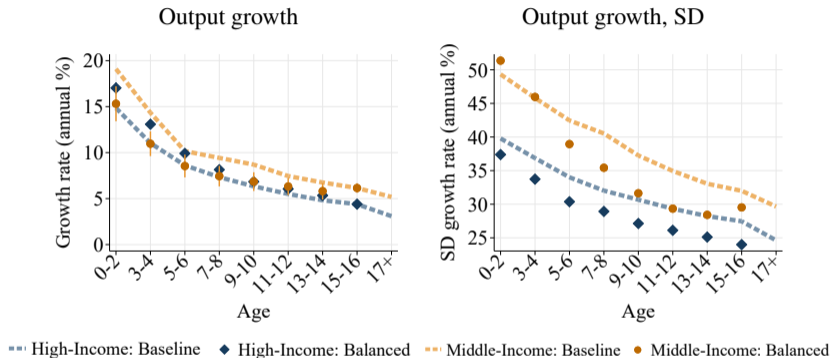 Output growth
Output growth, SD
Growth rate (annual %)
20
15
10
5
0
0-2
3-4
5-6
7-8
9-10
11-12
13-14
15-16
17+
Age
SD growth rate (annual %)
50
45
40
35
30
25
0-2
3-4
5-6
7-8
9-10
11-12
13-14
15-16
17+
Age
High-Income: Baseline
High-Income: Balanced
Middle-Income: Baseline
Middle-Income: Balanced